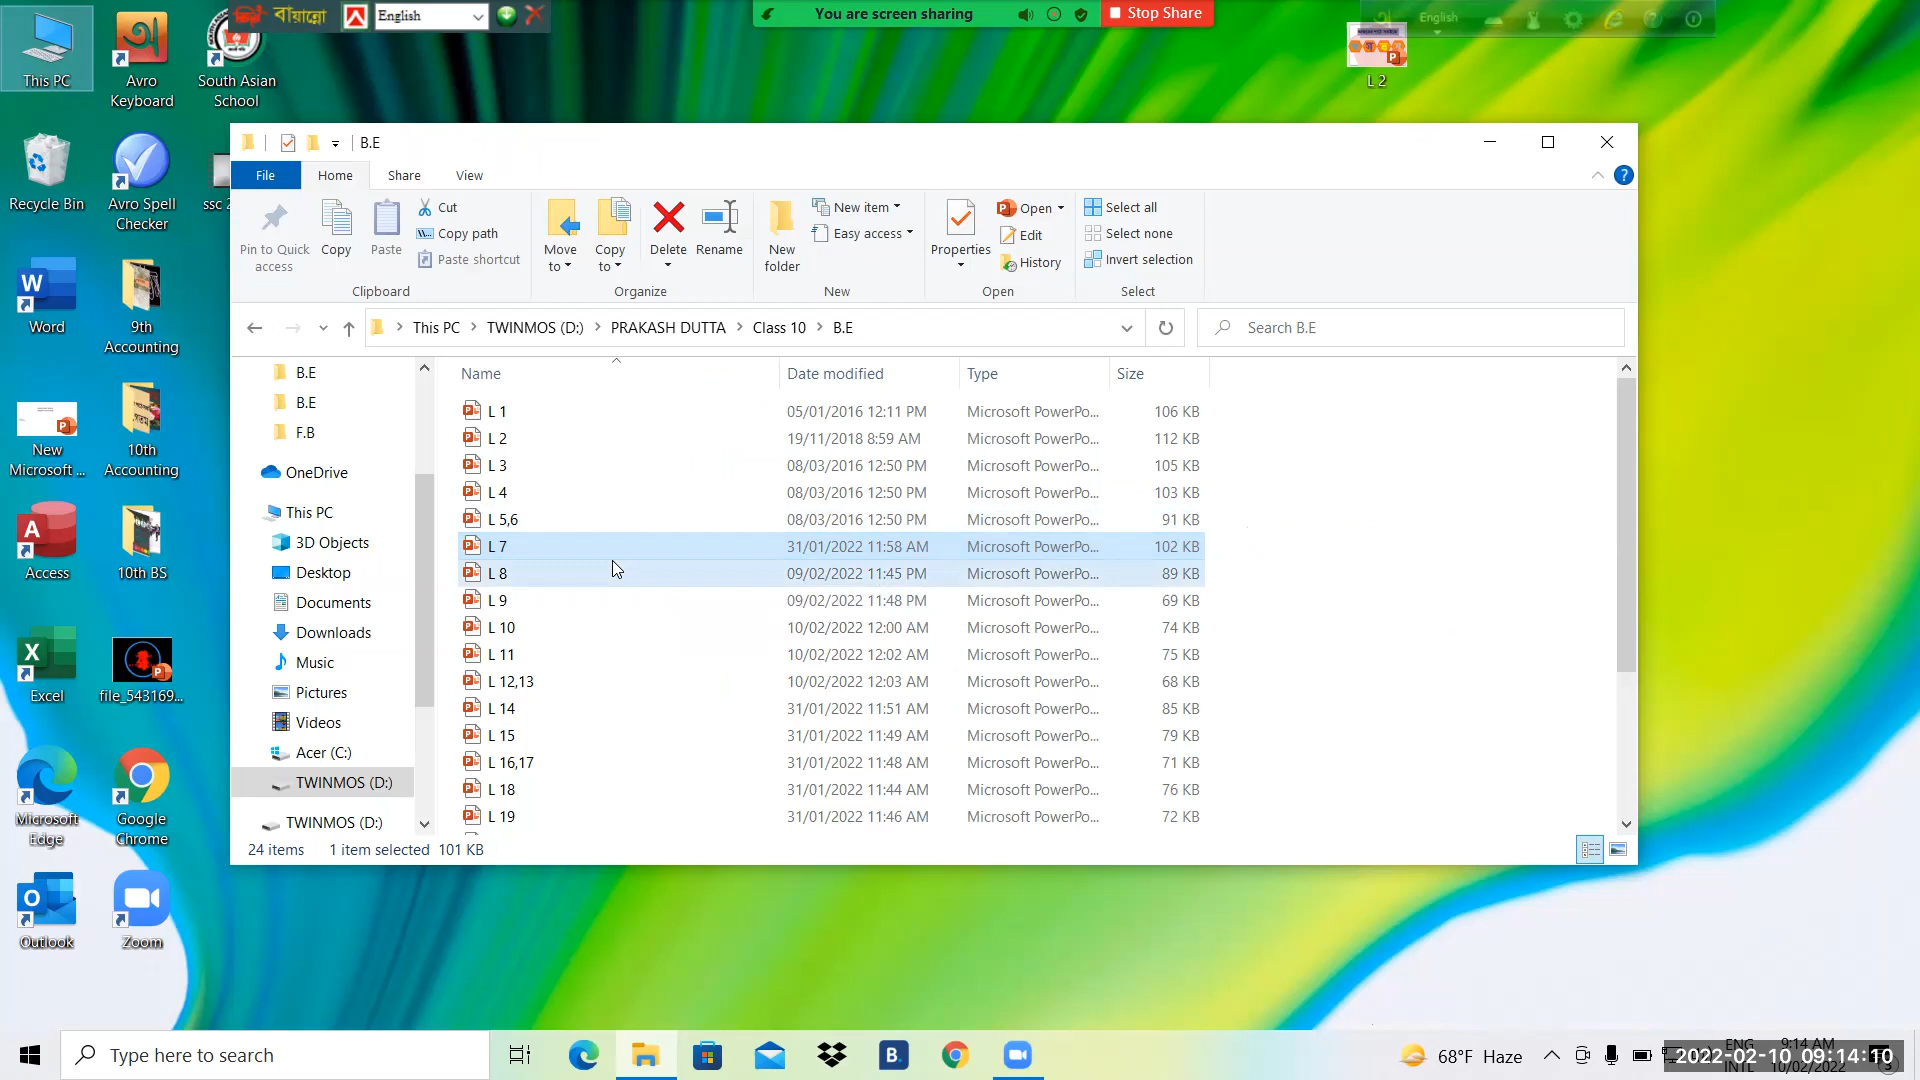 বায়ান্নো
English
You are screen sharing
Stop Share
English
This PC
Avro Keyboard
South Asian School
L 2
Recycle Bin
Avro Spell Checker
ssc 2
Word
9th Accounting
New Microsoft ...
10th Accounting
Access
10th BS
Excel
file_543169...
Microsoft Edge
Google Chrome
Outlook
Zoom
B.E
File
Home
Share
View
Pin to Quick access
Copy
Paste
Cut
Copy path
Paste shortcut
Clipboard
Move to
Copy to
Delete
Rename
Organize
New folder
New item
Easy access
New
Properties
Open
Edit
History
Open
Select all
Select none
Invert selection
Select
This PC > TWINMOS (D:) > PRAKASH DUTTA > Class 10 > B.E
Search B.E
B.E
B.E
F.B
OneDrive
This PC
3D Objects
Desktop
Documents
Downloads
Music
Pictures
Videos
Acer (C:)
TWINMOS (D:)
TWINMOS (D:)
Name Date modified Type Size
L 1 05/01/2016 12:11 PM Microsoft PowerPo... 106 KB
L 2 19/11/2018 8:59 AM Microsoft PowerPo... 112 KB
L 3 08/03/2016 12:50 PM Microsoft PowerPo... 105 KB
L 4 08/03/2016 12:50 PM Microsoft PowerPo... 103 KB
L 5,6 08/03/2016 12:50 PM Microsoft PowerPo... 91 KB
L 7 31/01/2022 11:58 AM Microsoft PowerPo... 102 KB
L 8 09/02/2022 11:45 PM Microsoft PowerPo... 89 KB
L 9 09/02/2022 11:48 PM Microsoft PowerPo... 69 KB
L 10 10/02/2022 12:00 AM Microsoft PowerPo... 74 KB
L 11 10/02/2022 12:02 AM Microsoft PowerPo... 75 KB
L 12,13 10/02/2022 12:03 AM Microsoft PowerPo... 68 KB
L 14 31/01/2022 11:51 AM Microsoft PowerPo... 85 KB
L 15 31/01/2022 11:49 AM Microsoft PowerPo... 79 KB
L 16,17 31/01/2022 11:48 AM Microsoft PowerPo... 71 KB
L 18 31/01/2022 11:44 AM Microsoft PowerPo... 76 KB
L 19 31/01/2022 11:46 AM Microsoft PowerPo... 72 KB
24 items 1 item selected 101 KB
Type here to search
68°F Haze
ENG
INTL
9:14 AM
10/02/2022
2022-02-10 09:14:10